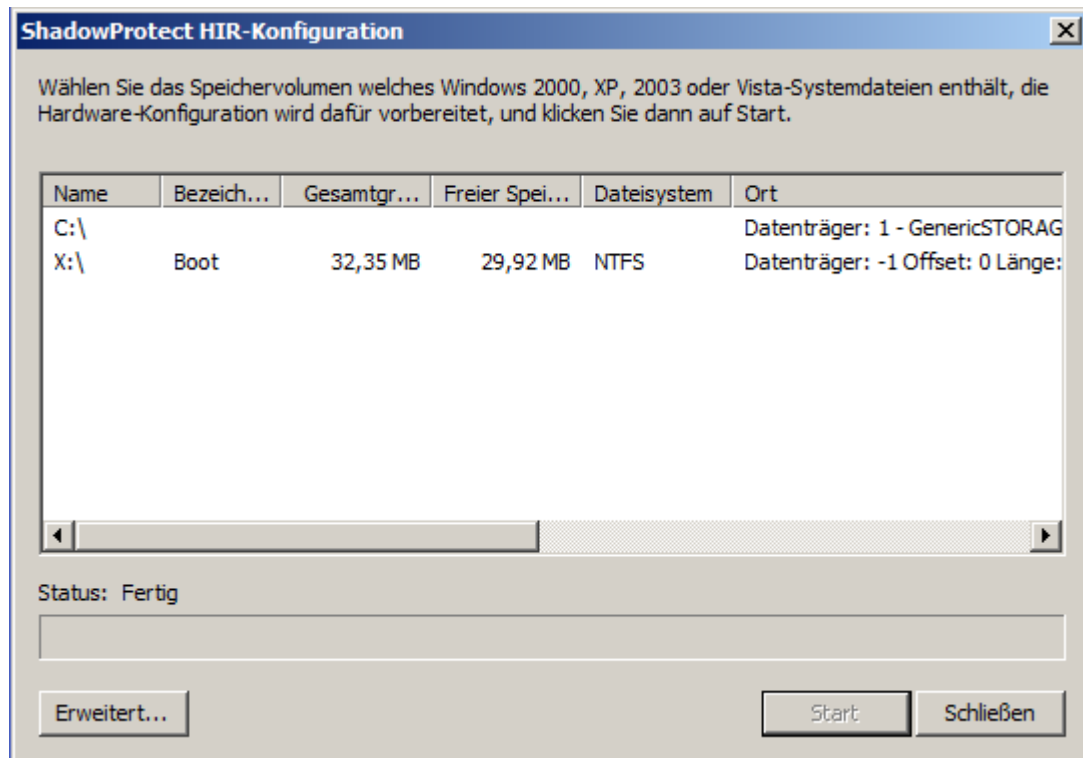 ShadowProtect HIR-Konfiguration
Wählen Sie das Speichervolumen welches Windows 2000, XP, 2003 oder Vista-Systemdateien enthält, die
Hardware-Konfiguration wird dafür vorbereitet, und klicken Sie dann auf Start.
Name Bezeich... Gesamtgr... Freier Spei... Dateisystem Ort
C:\ Datenträger: 1 - GenericSTORAG
X:\ Boot 32,35 MB 29,92 MB NTFS Datenträger: -1 Offset: 0 Länge:
Status: Fertig
Erweitert... Start Schließen